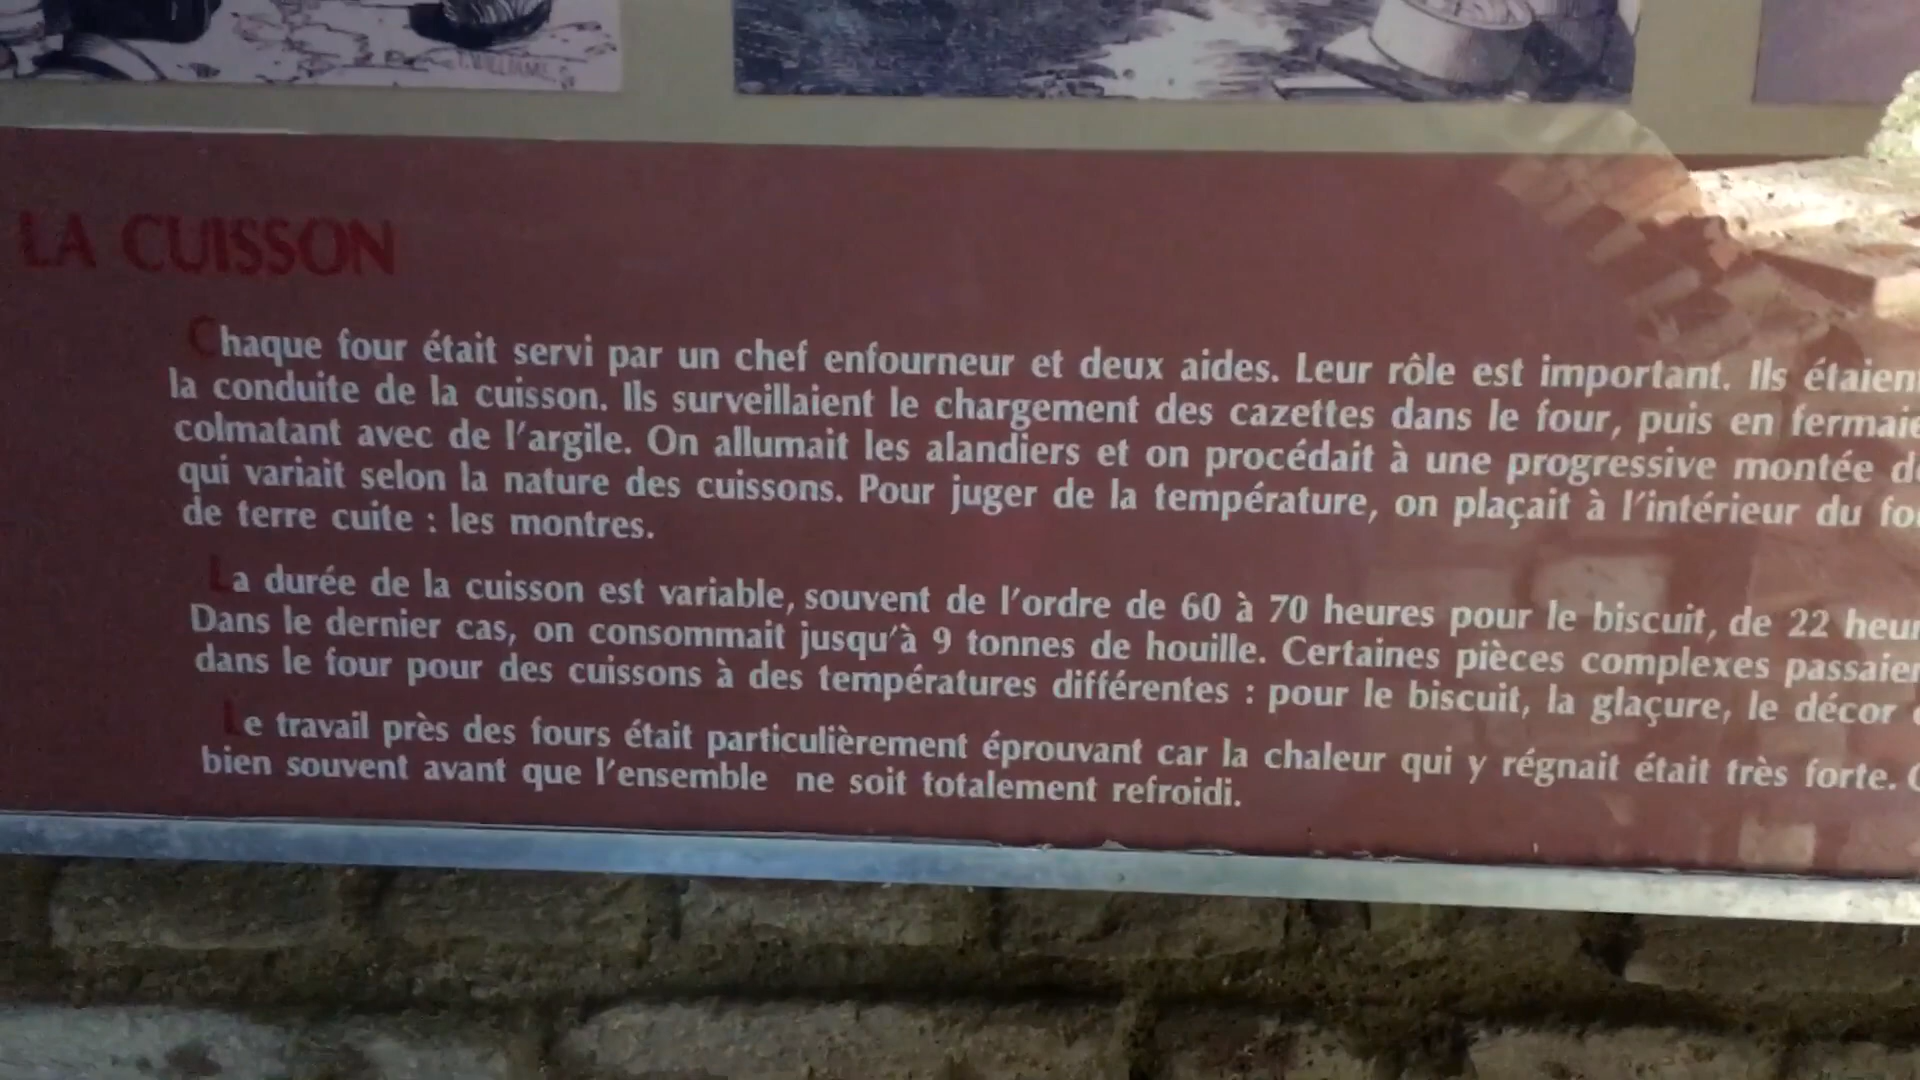 T. WILLIAMS
LA CUISSON
Chaque four était servi par un chef enfourneur et deux aides. Leur rôle est important. Ils étaient
la conduite de la cuisson. Ils surveillaient le chargement des cazettes dans le four, puis en fermaie
colmatant avec de l'argile. On allumait les alandiers et on procédait à une progressive montée de
qui variait selon la nature des cuissons. Pour juger de la température, on plaçait à l'intérieur du fou
de terre cuite : les montres.
La durée de la cuisson est variable, souvent de l'ordre de 60 à 70 heures pour le biscuit, de 22 heur
Dans le dernier cas, on consommait jusqu'à 9 tonnes de houille. Certaines pièces complexes passaien
dans le four pour des cuissons à des températures différentes : pour le biscuit, la glaçure, le décor
Le travail près des fours était particulièrement éprouvant car la chaleur qui y régnait était très forte.
bien souvent avant que l'ensemble ne soit totalement refroidi.